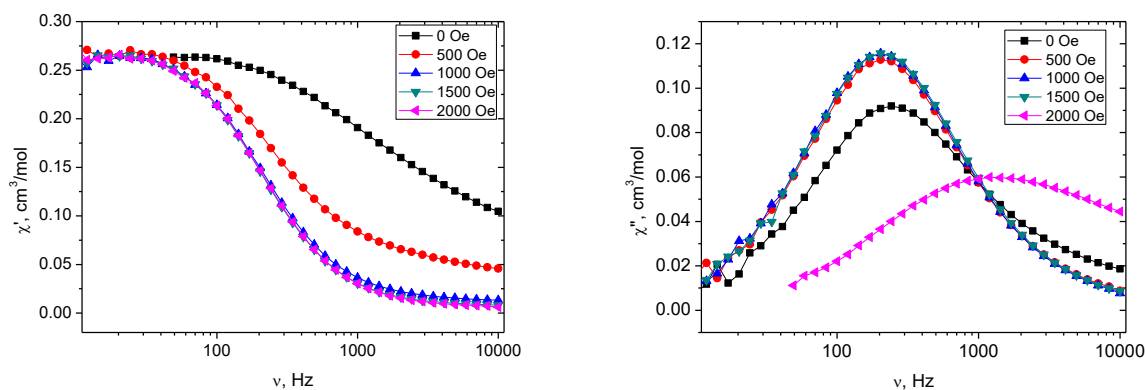 0.30
0.25
0.20
0.15
0.10
0.05
0.00
χ', cm³/mol
100
1000
10000
ν, Hz
0 Oe
500 Oe
1000 Oe
1500 Oe
2000 Oe
0.12
0.10
0.08
0.06
0.04
0.02
0.00
χ", cm³/mol
100
1000
10000
ν, Hz
0 Oe
500 Oe
1000 Oe
1500 Oe
2000 Oe